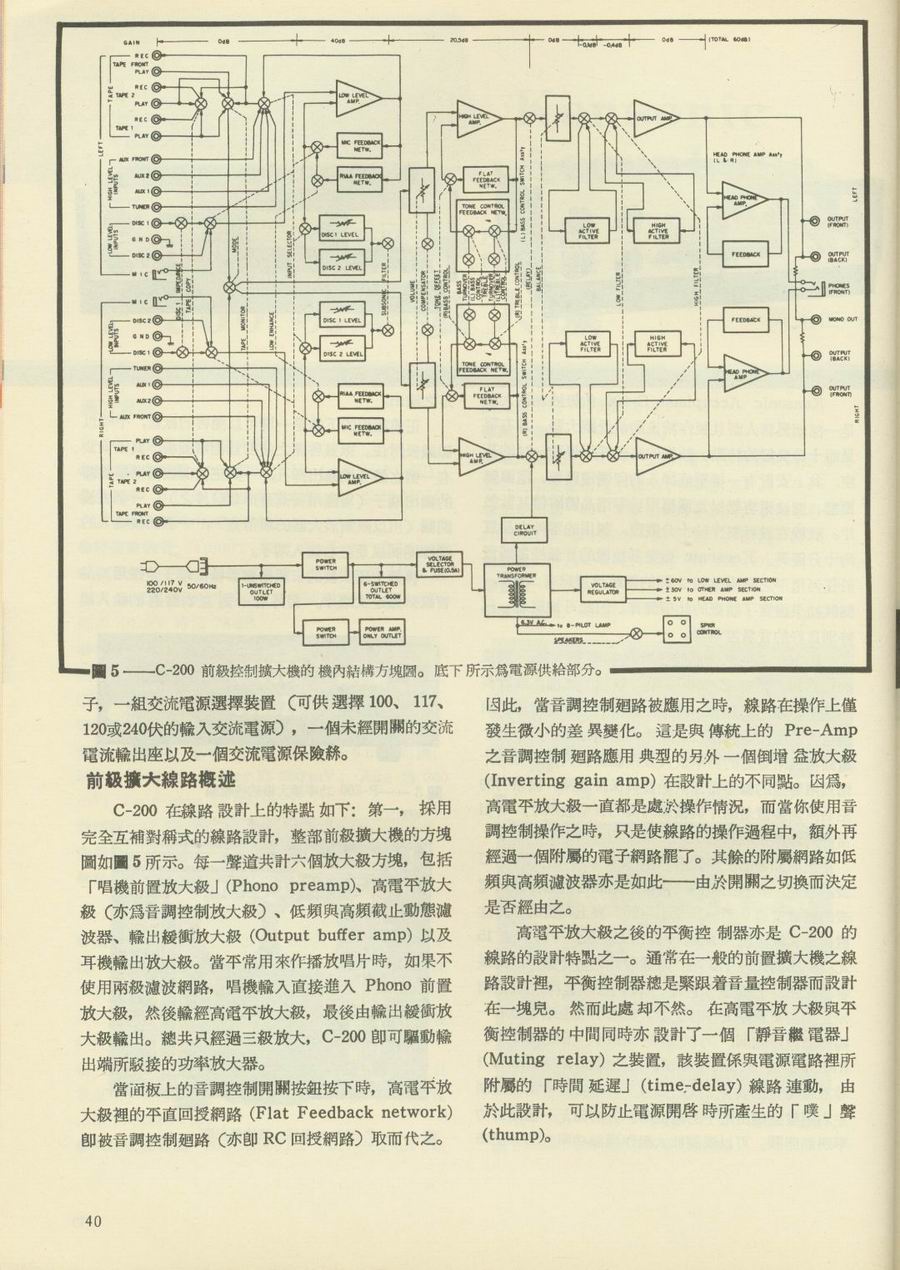 GAIN 0dB 40dB 20.5dB 0dB -0.1dB -0.4dB 0dB (TOTAL 60dB)
REC
TAPE FRONT
PLAY
REC
TAPE 2
PLAY
REC
TAPE 1
PLAY
TAPE
AUX FRONT
AUX 2
AUX 1
TUNER
HIGH LEVEL INPUTS
DISC 1
GND
DISC 2
LOW LEVEL INPUTS
MIC
LEFT
MIC
DISC 2
GND
DISC 1
LOW LEVEL INPUTS
TUNER
AUX 1
AUX 2
AUX FRONT
HIGH LEVEL INPUTS
PLAY
TAPE 1
REC
PLAY
TAPE 2
REC
PLAY
TAPE FRONT
REC
TAPE
RIGHT
DISC 1 IMPEDANCE
TAPE COPY
MODE
TAPE MONITOR
INPUT SELECTOR
LOW ENHANCE
LOW LEVEL AMP.
MIC FEEDBACK NETW.
RIAA FEEDBACK NETW.
DISC 1 LEVEL
DISC 2 LEVEL
SUBSONIC FILTER
DISC 1 LEVEL
DISC 2 LEVEL
RIAA FEEDBACK NETW.
MIC FEEDBACK NETW.
LOW LEVEL AMP.
VOLUME
COMPENSATOR
TONE DEFEAT
(R) BASS CONTROL
HIGH LEVEL AMP.
FLAT FEEDBACK NETW.
TONE CONTROL FEEDBACK NETW.
BASS TURNOVER
(L) BASS CONTROL
TREBLE TURNOVER
(R) TREBLE CONTROL
TONE CONTROL FEEDBACK NETW.
FLAT FEEDBACK NETW.
HIGH LEVEL AMP.
(L) BASS CONTROL SWITCH Ass'y
(R) BASS CONTROL SWITCH Ass'y
(RELAY)
BALANCE
LOW ACTIVE FILTER
HIGH ACTIVE FILTER
LOW FILTER
HIGH FILTER
LOW ACTIVE FILTER
HIGH ACTIVE FILTER
OUTPUT AMP.
OUTPUT AMP.
HEAD PHONE AMP Ass'y (L & R)
HEAD PHONE AMP.
FEEDBACK
FEEDBACK
HEAD PHONE AMP
LEFT
OUTPUT (FRONT)
OUTPUT (BACK)
PHONES (FRONT)
MONO OUT
OUTPUT (BACK)
OUTPUT (FRONT)
RIGHT
100/117 V
220/240V 50/60Hz
1-UNSWITCHED OUTLET 100W
POWER SWITCH
6-SWITCHED OUTLET TOTAL 600W
POWER SWITCH
POWER AMP. ONLY OUTLET
VOLTAGE SELECTOR & FUSE(0.5A)
DELAY CIRCUIT
POWER TRANSFORMER
VOLTAGE REGULATOR
± 60V to LOW LEVEL AMP SECTION
± 30V to OTHER AMP SECTION
± 5V to HEAD PHONE AMP SECTION
6.3V A.C. to 8-PILOT LAMP
SPEAKERS
SPKR CONTROL
圖5——C-200 前級控制擴大機的機內結構方塊圖。底下所示爲電源供給部分。
子，一組交流電源選擇裝置（可供選擇100、117、
120或240伏的輸入交流電源），一個未經開關的交流
電流輸出座以及一個交流電源保險絲。
前級擴大線路概述
C-200 在線路設計上的特點如下：第一，採用
完全互補對稱式的線路設計，整部前級擴大機的方塊
圖如圖5所示。每一聲道共計六個放大級方塊，包括
「唱機前置放大級」(Phono preamp)、高電平放大
級（亦爲音調控制放大級）、低頻與高頻截止動態濾
波器、輸出緩衝放大級 (Output buffer amp) 以及
耳機輸出放大級。當平常用來作播放唱片時，如果不
使用兩級濾波網路，唱機輸入直接進入 Phono 前置
放大級，然後輸經高電平放大級，最後由輸出緩衝放
大級輸出。總共只經過三級放大，C-200 卽可驅動輸
出端所駁接的功率放大器。
當面板上的音調控制開關按鈕按下時，高電平放
大級裡的平直回授網路 (Flat Feedback network)
卽被音調控制廻路（亦卽RC回授網路）取而代之。
因此，當音調控制廻路被應用之時，線路在操作上僅
發生微小的差異變化。這是與傳統上的 Pre-Amp
之音調控制廻路應用典型的另外一個倒增益放大級
(Inverting gain amp) 在設計上的不同點。因爲，
高電平放大級一直都是處於操作情況，而當你使用音
調控制操作之時，只是使線路的操作過程中，額外再
經過一個附屬的電子網路罷了。其餘的附屬網路如低
頻與高頻濾波器亦是如此——由於開關之切換而決定
是否經由之。
高電平放大級之後的平衡控制器亦是 C-200 的
線路的設計特點之一。通常在一般的前置擴大機之線
路設計裡，平衡控制器總是緊跟着音量控制器而設計
在一塊兒。然而此處却不然。在高電平放大級與平
衡控制器的中間同時亦設計了一個「靜音繼電器」
(Muting relay) 之裝置，該裝置係與電源電路裡所
附屬的「時間延遲」(time-delay) 線路連動，由
於此設計，可以防止電源開啓時所產生的「噗」聲
(thump)。
40